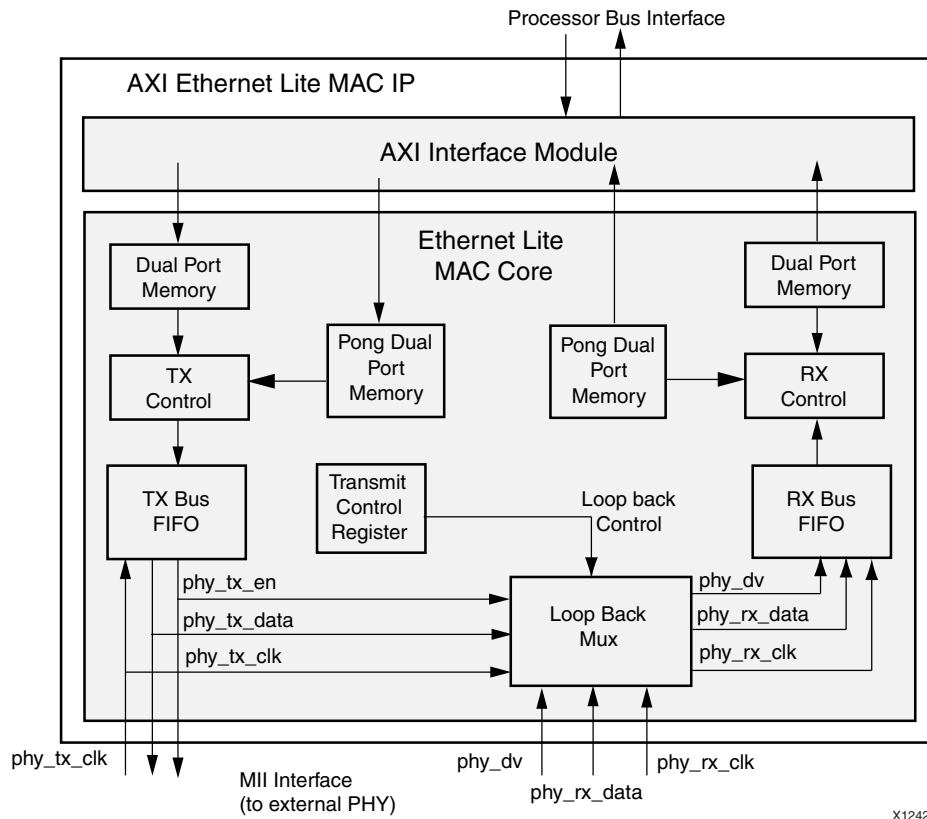 Processor Bus Interface
AXI Ethernet Lite MAC IP
AXI Interface Module
Ethernet Lite
MAC Core
Dual Port
Memory
Dual Port
Memory
Pong Dual
Port
Memory
Pong Dual
Port
Memory
TX
Control
RX
Control
TX Bus
FIFO
Transmit
Control
Register
Loop back
Control
RX Bus
FIFO
phy_tx_en
phy_tx_data
phy_tx_clk
Loop Back
Mux
phy_dv
phy_rx_data
phy_rx_clk
phy_tx_clk
MII Interface
(to external PHY)
phy_dv
phy_rx_data
phy_rx_clk
X1242